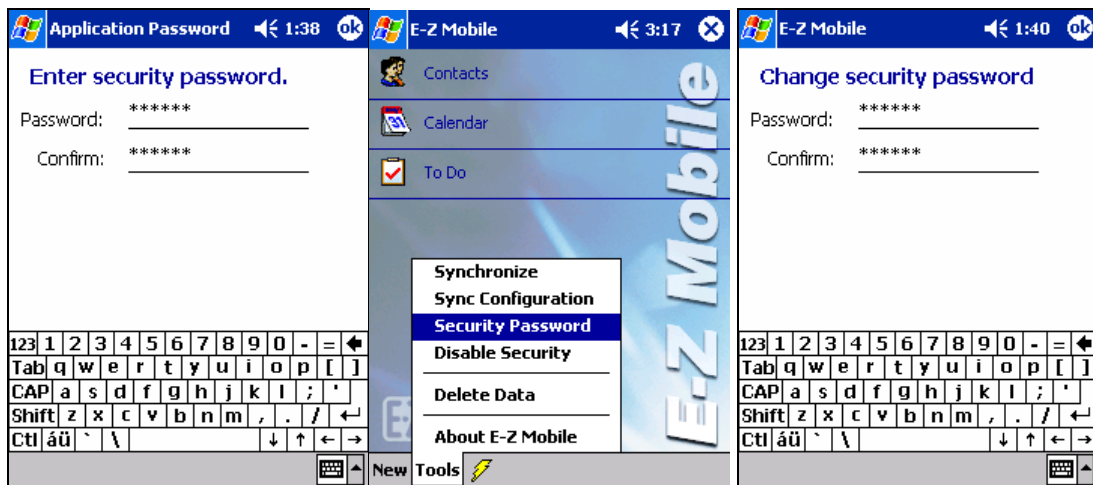 Application Password 1:38 ok
Enter security password.
Password: ******
Confirm: ******
123 1 2 3 4 5 6 7 8 9 0 - =
Tab q w e r t y u i o p [ ]
CAP a s d f g h j k l ; '
Shift z x c v b n m , . /
Ctl áü ` \
E-Z Mobile 3:17
Contacts
31 Calendar
To Do
E-Z Mobile
Synchronize
Sync Configuration
Security Password
Disable Security
Delete Data
About E-Z Mobile
New Tools
E-Z Mobile 1:40 ok
Change security password
Password: ******
Confirm: ******
123 1 2 3 4 5 6 7 8 9 0 - =
Tab q w e r t y u i o p [ ]
CAP a s d f g h j k l ; '
Shift z x c v b n m , . /
Ctl áü ` \